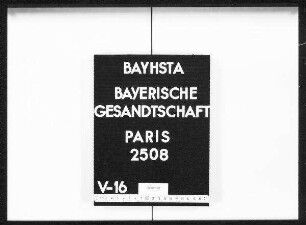 BAYHSTA
BAYERISCHE
GESANDTSCHAFT
PARIS
2508
V-16